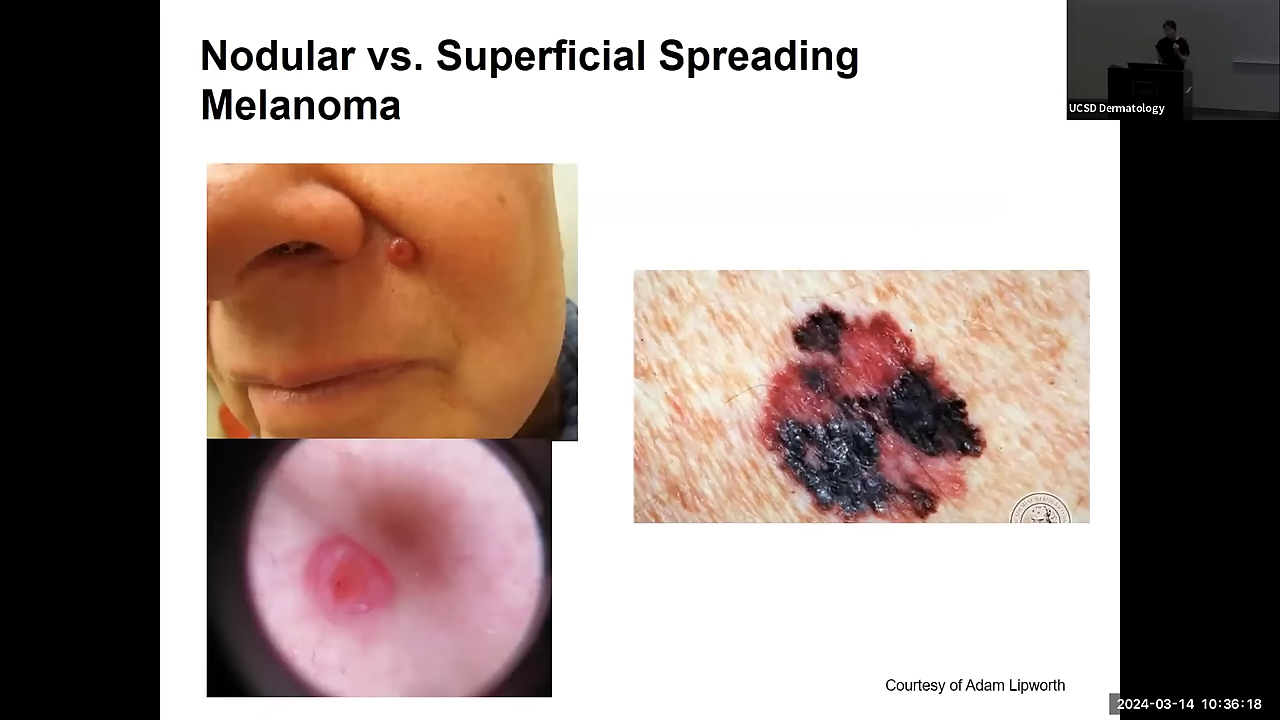 Nodular vs. Superficial Spreading
Melanoma
UCSD Dermatology
Courtesy of Adam Lipworth
2024-03-14 10:36:18